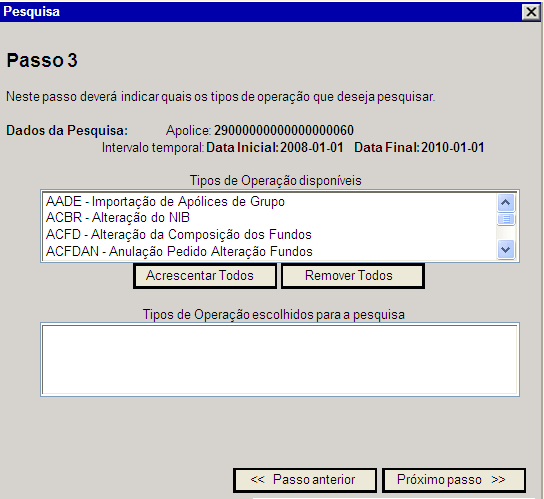 Pesquisa
Passo 3
Neste passo deverá indicar quais os tipos de operação que deseja pesquisar.
Dados da Pesquisa: Apolice: 29000000000000000060
Intervalo temporal: Data Inicial: 2008-01-01 Data Final: 2010-01-01
Tipos de Operação disponíveis
AADE - Importação de Apólices de Grupo
ACBR - Alteração do NIB
ACFD - Alteração da Composição dos Fundos
ACFDAN - Anulação Pedido Alteração Fundos
Acrescentar Todos Remover Todos
Tipos de Operação escolhidos para a pesquisa
<< Passo anterior Próximo passo >>